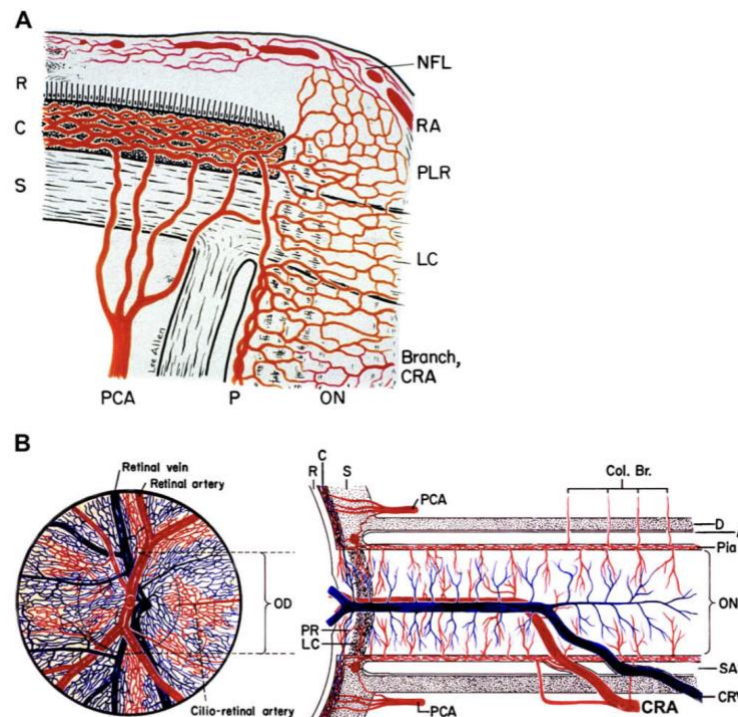 A
NFL
R
RA
C
PLR
S
LC
Lee Allen
Branch,
CRA
PCA
P
ON
B
Retinal vein
Retinal artery
OD
Cilio-retinal artery
C
R
S
PCA
Col. Br.
D
Pia
ON
PR
LC
SA
CRV
CRA
PCA